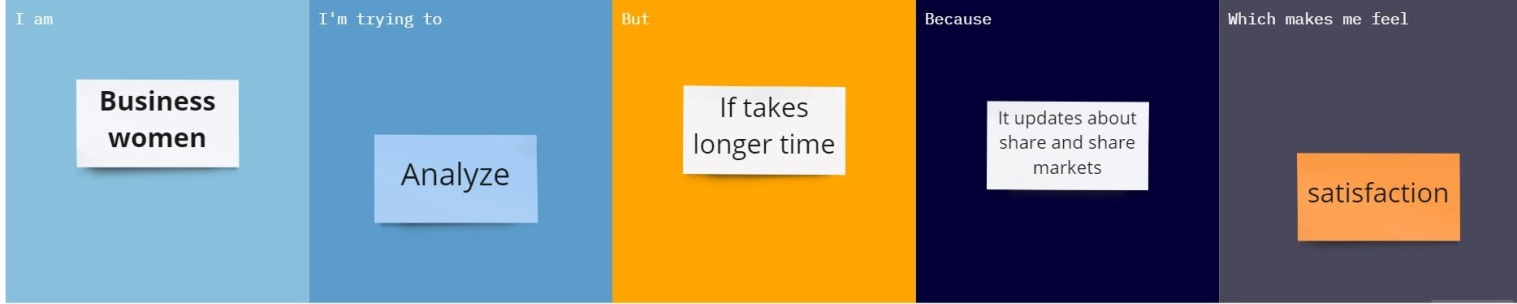 I am
Business
women
I'm trying to
Analyze
But
If takes
longer time
Because
It updates about
share and share
markets
Which makes me feel
satisfaction